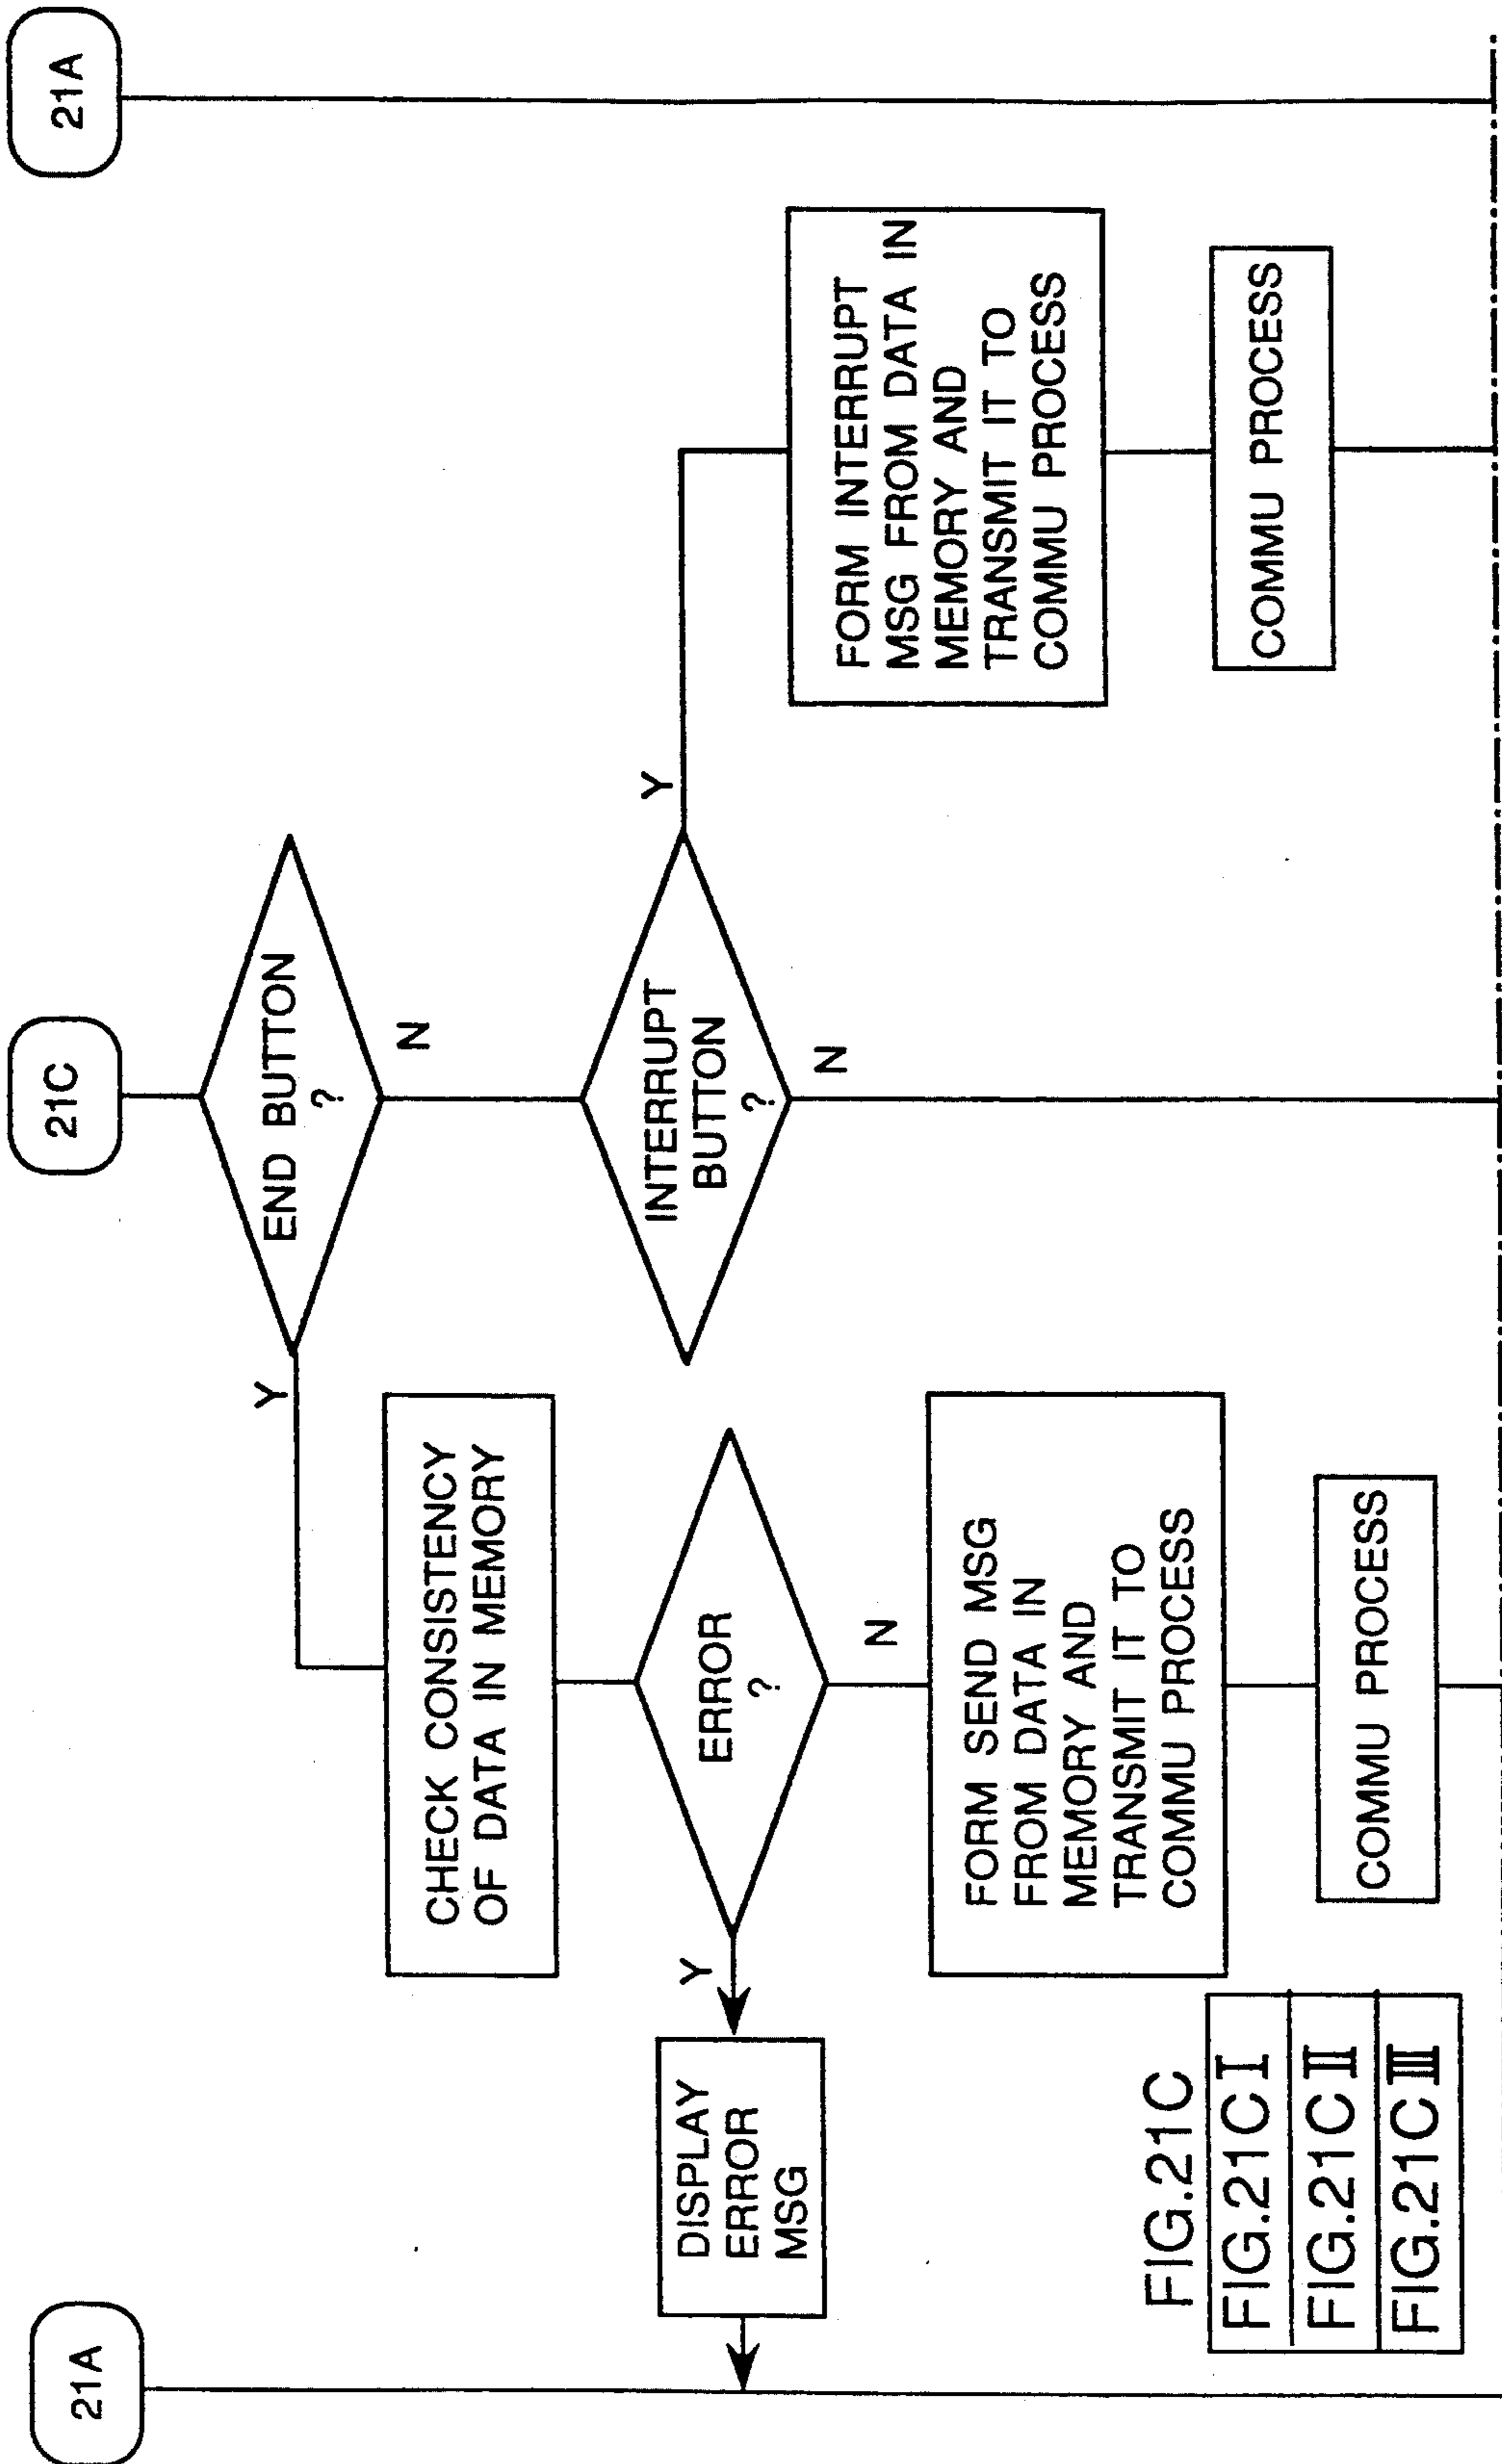 21A
21C
21A
END BUTTON
?
Y
N
CHECK CONSISTENCY
OF DATA IN MEMORY
INTERRUPT
BUTTON
?
Y
N
ERROR
?
Y
N
DISPLAY
ERROR
MSG
FORM SEND MSG
FROM DATA IN
MEMORY AND
TRANSMIT IT TO
COMMU PROCESS
COMMU PROCESS
FORM INTERRUPT
MSG FROM DATA IN
MEMORY AND
TRANSMIT IT TO
COMMU PROCESS
COMMU PROCESS
FIG.21C
FIG.21C I
FIG.21C II
FIG.21C III